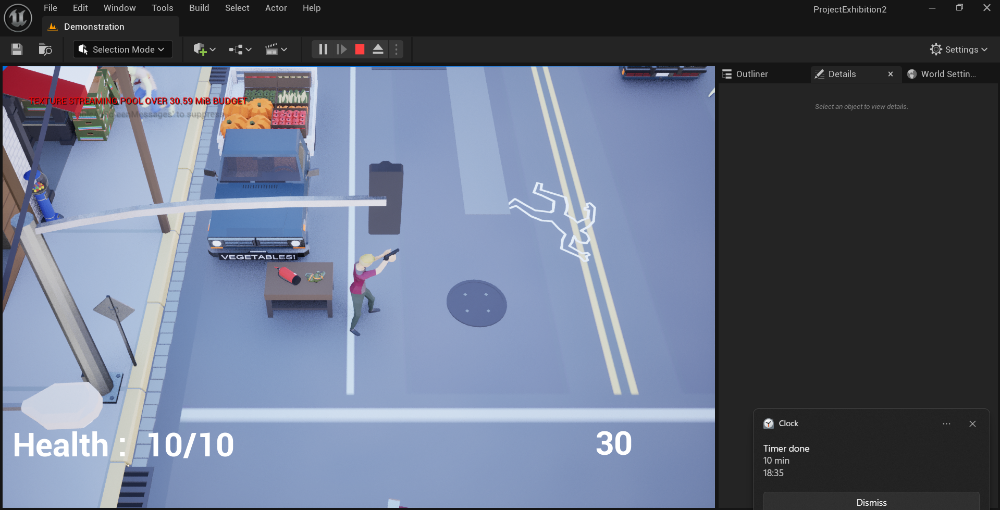 File Edit Window Tools Build Select Actor Help
ProjectExhibition2
Demonstration
Selection Mode
Settings
Outliner
Details
World Settin...
TEXTURE STREAMING POOL OVER 30.59 MiB BUDGET
to suppress
Select an object to view details.
VEGETABLES!
Clock
Timer done
10 min
18:35
Dismiss
Health : 10/10
30